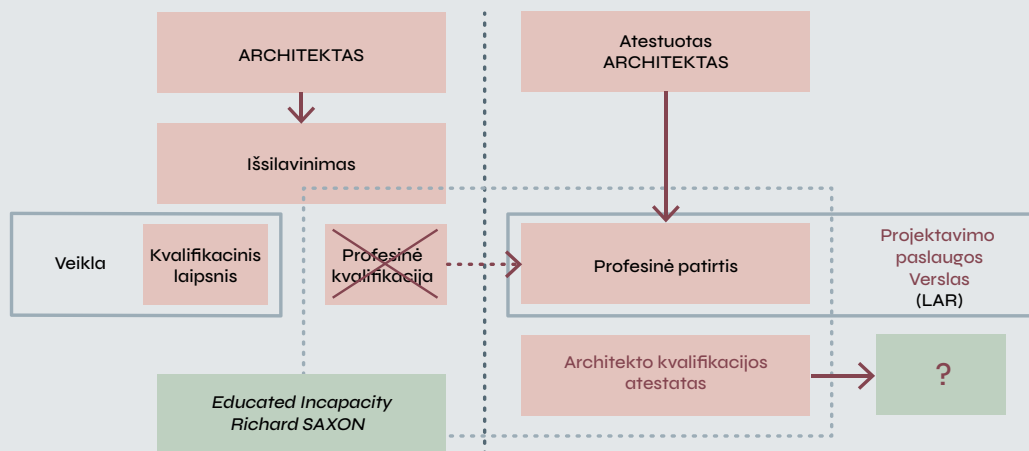 ARCHITEKTAS
Atestuotas
ARCHITEKTAS
Išsilavinimas
Veikla
Kvalifikacinis
laipsnis
Profesinė
kvalifikacija
Profesinė patirtis
Projektavimo
paslaugos
Verslas
(LAR)
Architekto kvalifikacijos
atestatas
?
Educated Incapacity
Richard SAXON